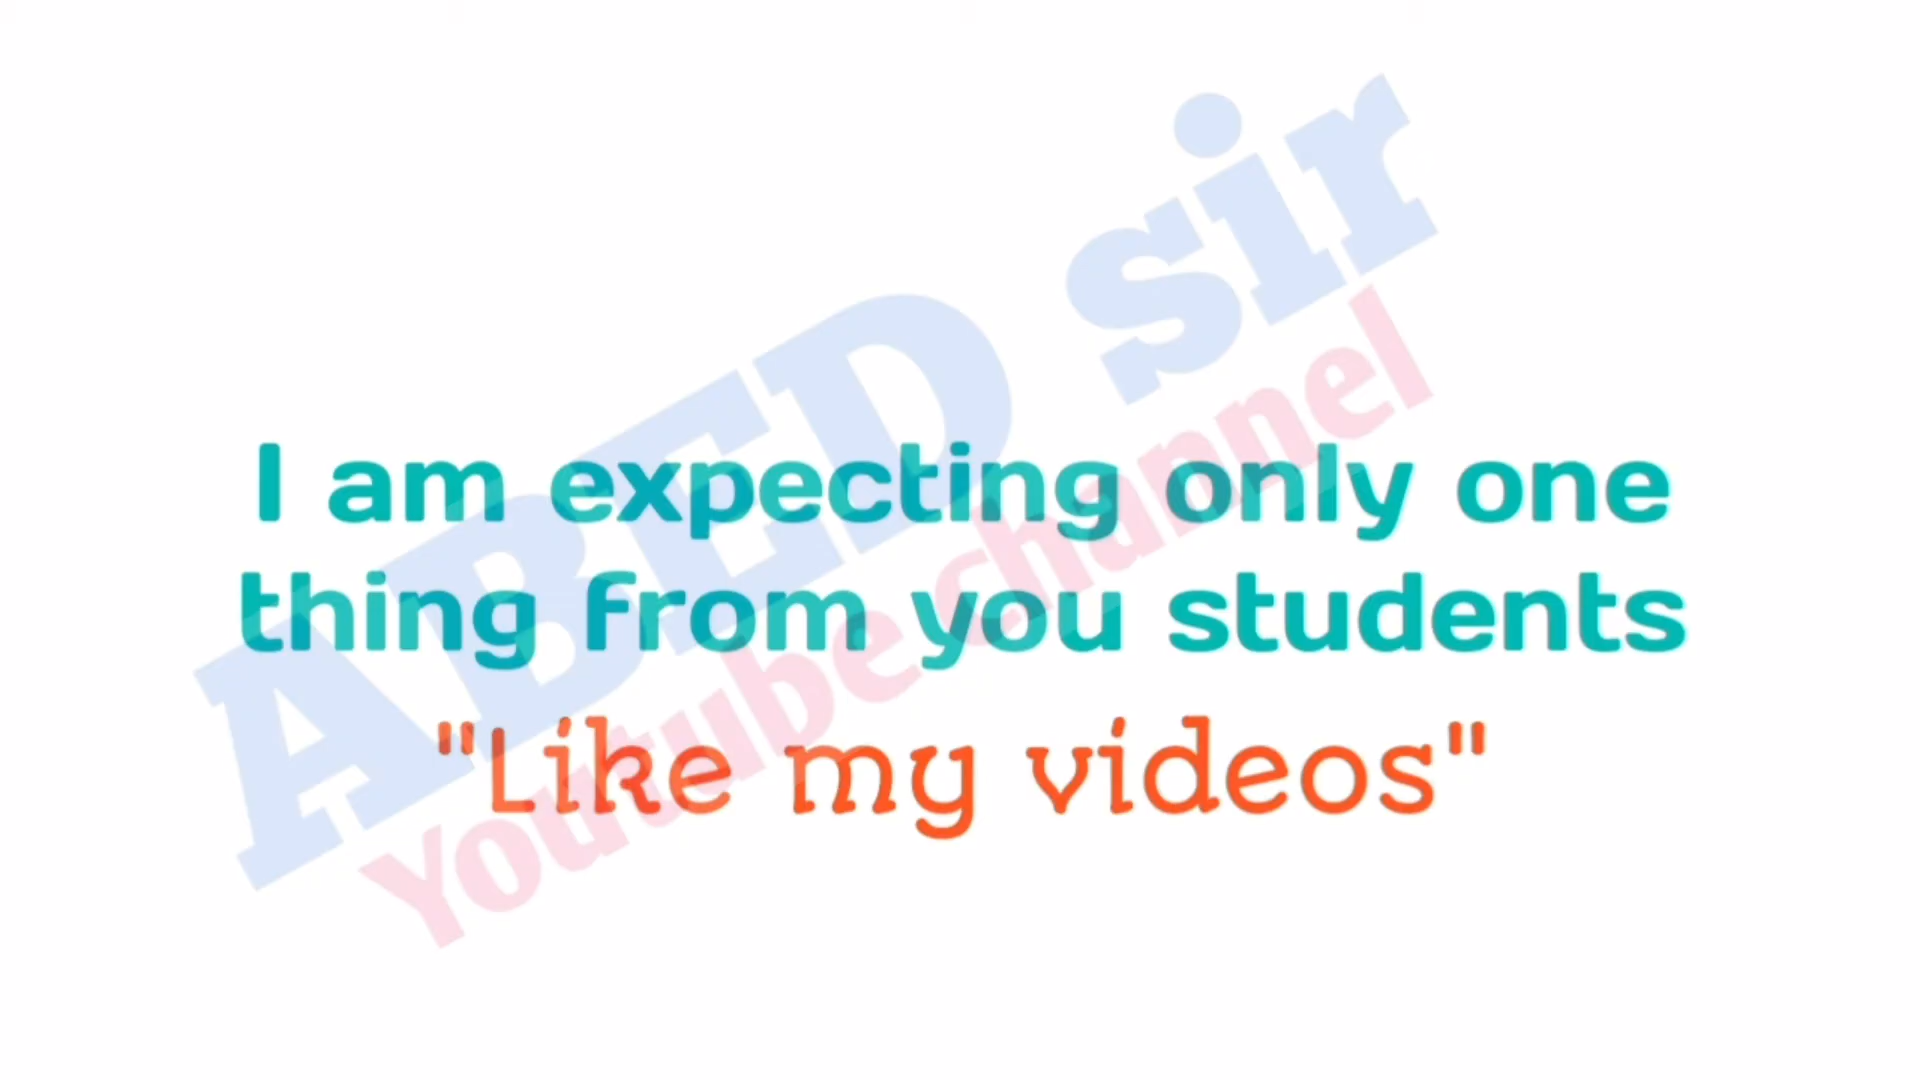 ABED sir
Youtube channel
I am expecting only one
thing from you students
"Like my videos"